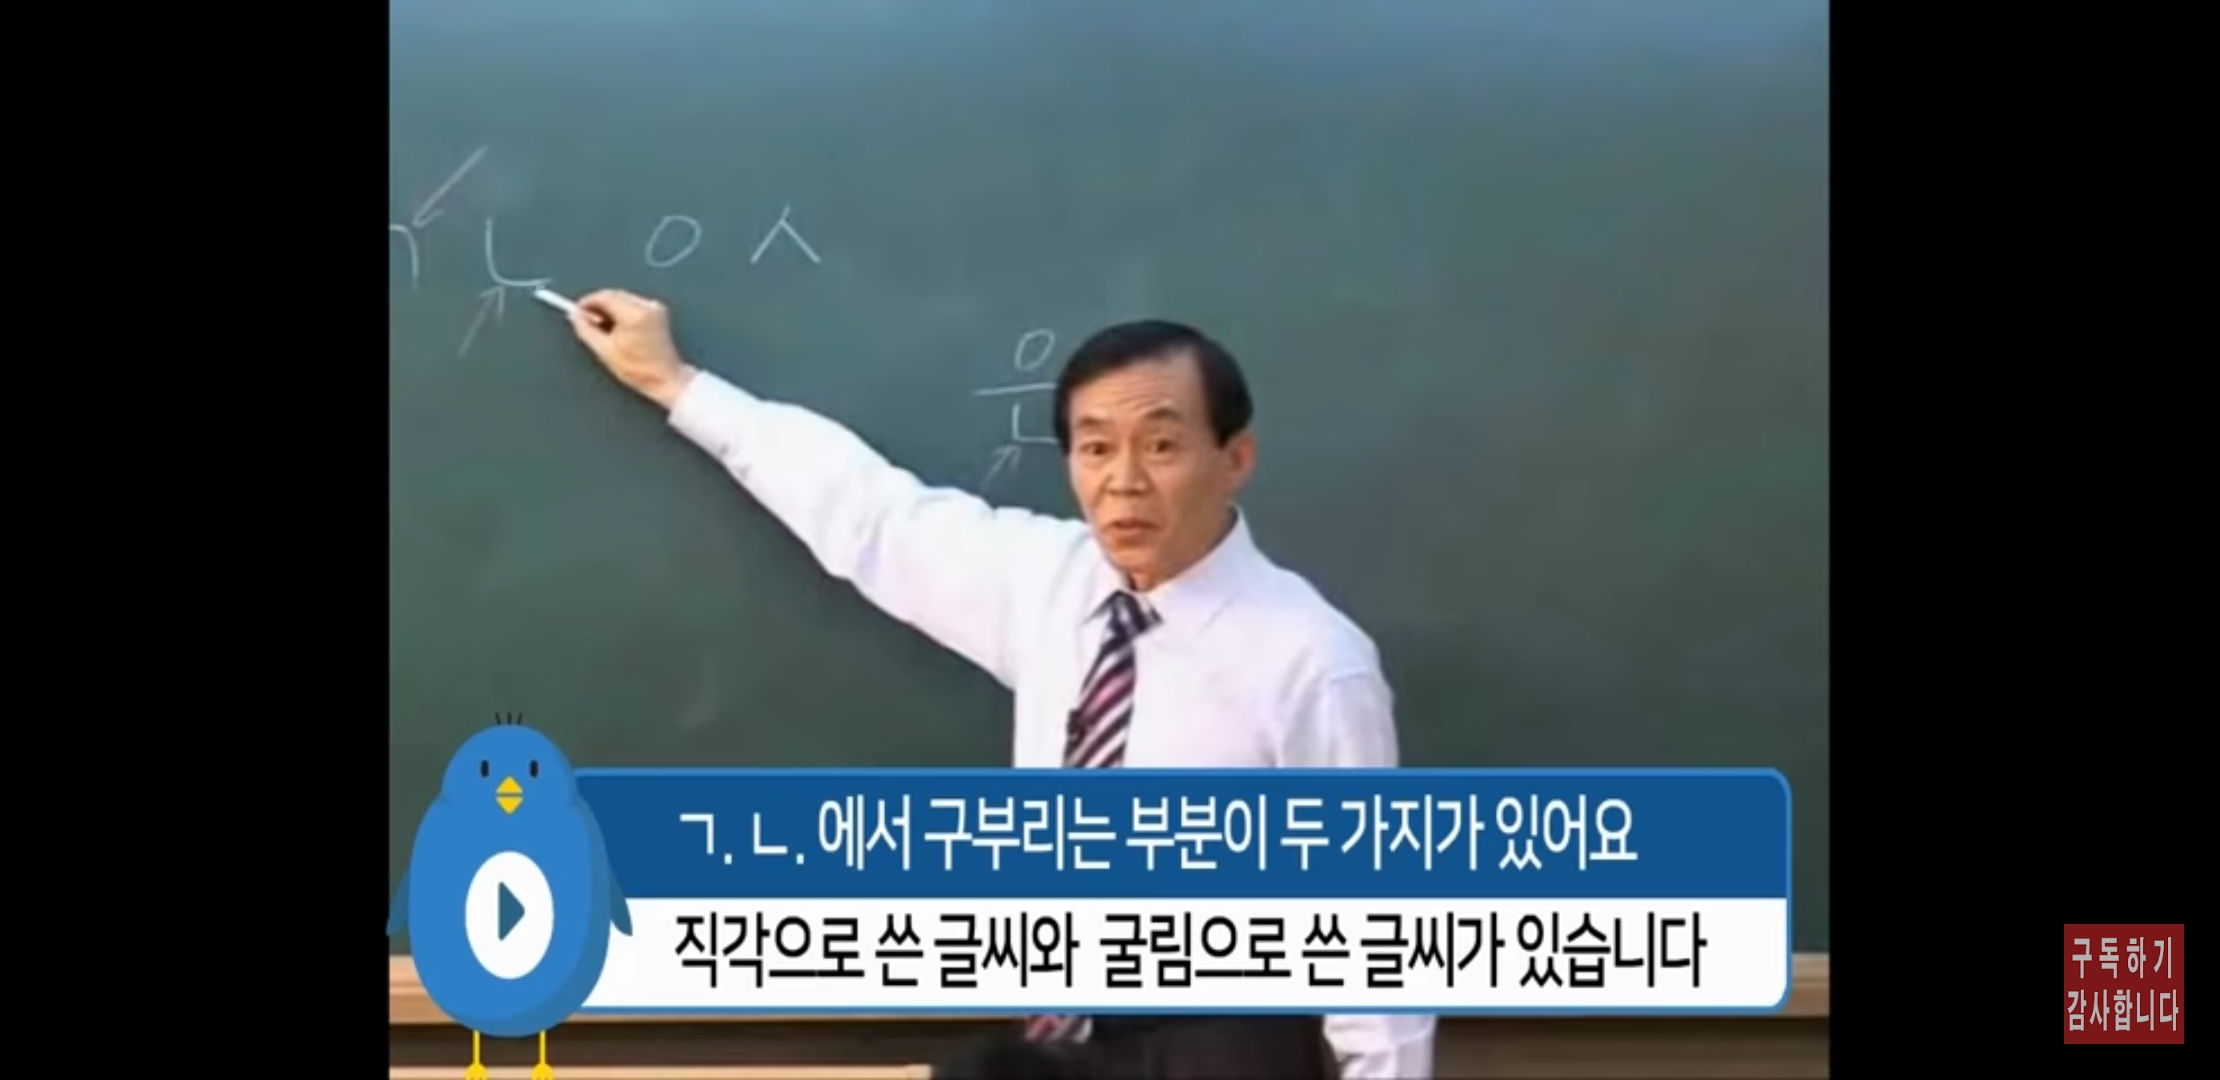 ㄱ ㄴ ㅇ ㅅ
은
ㄱ. ㄴ. 에서 구부리는 부분이 두 가지가 있어요
직각으로 쓴 글씨와 굴림으로 쓴 글씨가 있습니다
구독하기
감사합니다